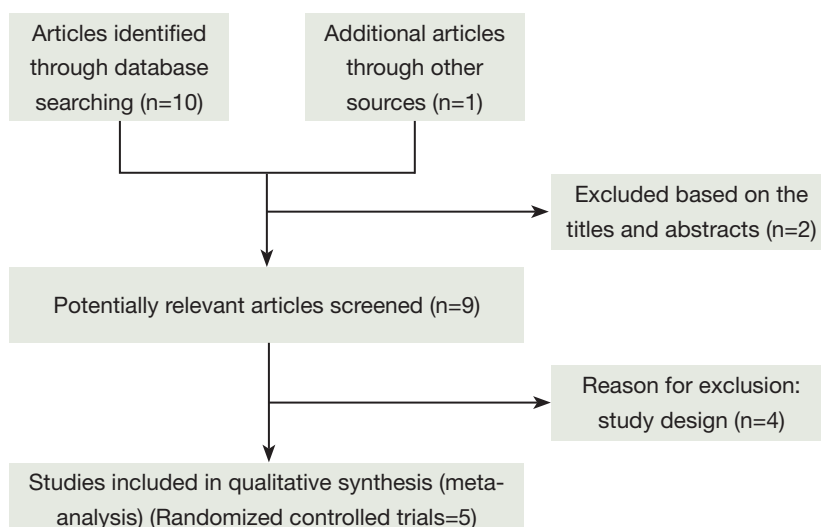 Articles identified
through database
searching (n=10)
Additional articles
through other
sources (n=1)
Excluded based on the
titles and abstracts (n=2)
Potentially relevant articles screened (n=9)
Reason for exclusion:
study design (n=4)
Studies included in qualitative synthesis (meta-
analysis) (Randomized controlled trials=5)